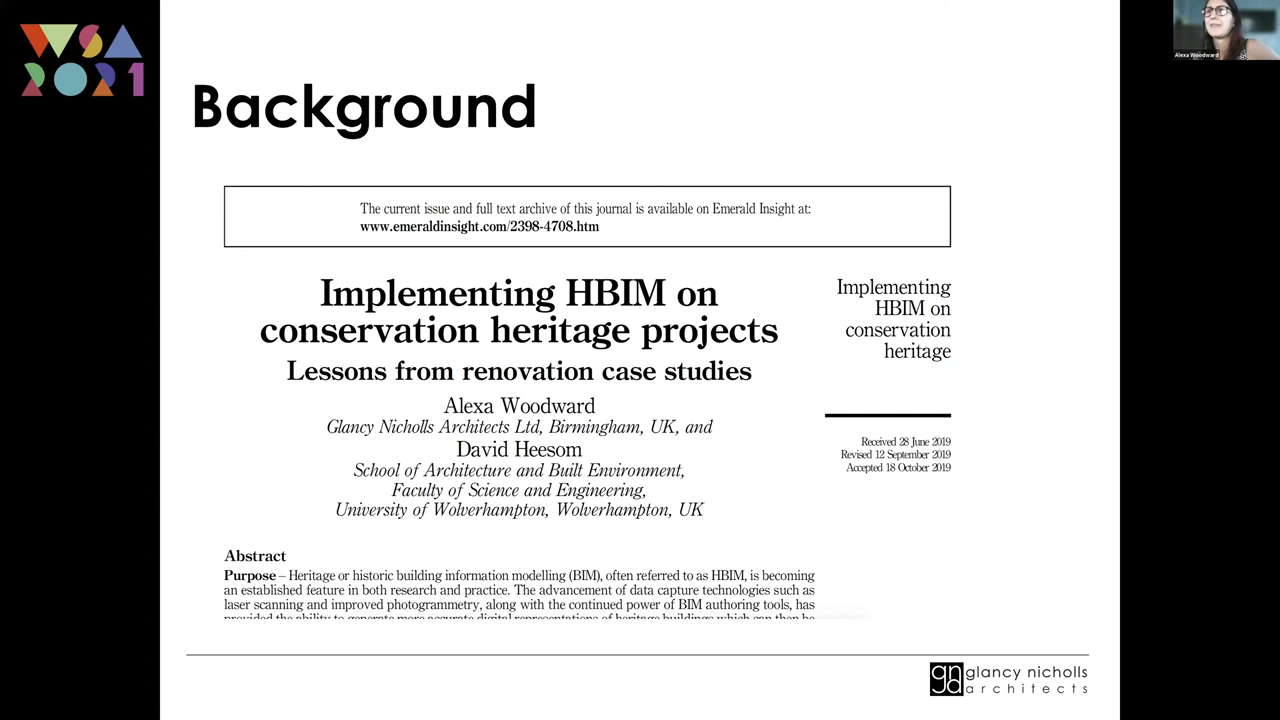 WSA
2021
Alexa Woodward
Background
The current issue and full text archive of this journal is available on Emerald Insight at:
www.emeraldinsight.com/2398-4708.htm
Implementing HBIM on
conservation heritage projects
Lessons from renovation case studies
Alexa Woodward
Glancy Nicholls Architects Ltd, Birmingham, UK, and
David Heesom
School of Architecture and Built Environment,
Faculty of Science and Engineering,
University of Wolverhampton, Wolverhampton, UK
Implementing
HBIM on
conservation
heritage
Received 28 June 2019
Revised 12 September 2019
Accepted 18 October 2019
Abstract
Purpose – Heritage or historic building information modelling (BIM), often referred to as HBIM, is becoming
an established feature in both research and practice. The advancement of data capture technologies such as
laser scanning and improved photogrammetry, along with the continued power of BIM authoring tools, has
provided the ability to generate more accurate digital representations of heritage buildings which can then be
gna
glancy nicholls
architects